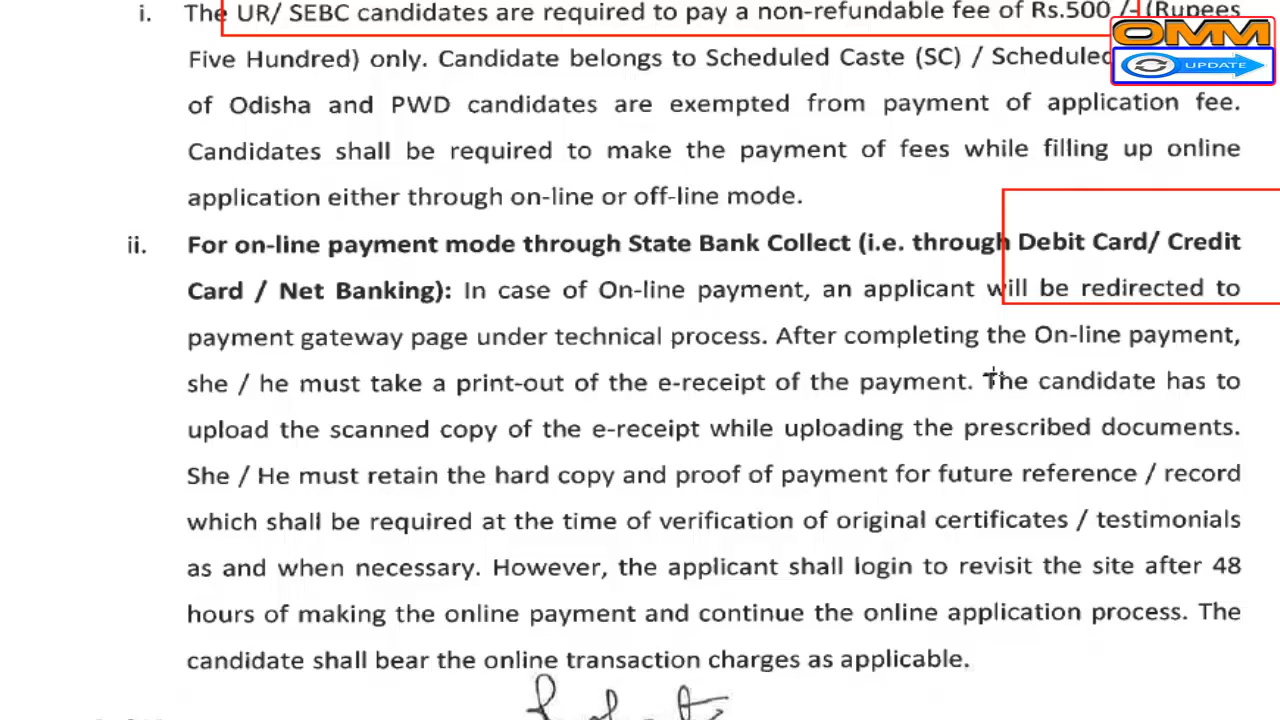 i. The UR/ SEBC candidates are required to pay a non-refundable fee of Rs.500 /- (Rupees
OMM
UPDATE
Five Hundred) only. Candidate belongs to Scheduled Caste (SC) / Scheduled
of Odisha and PWD candidates are exempted from payment of application fee.
Candidates shall be required to make the payment of fees while filling up online
application either through on-line or off-line mode.
ii. For on-line payment mode through State Bank Collect (i.e. through Debit Card/ Credit
Card / Net Banking): In case of On-line payment, an applicant will be redirected to
payment gateway page under technical process. After completing the On-line payment,
she / he must take a print-out of the e-receipt of the payment. The candidate has to
upload the scanned copy of the e-receipt while uploading the prescribed documents.
She / He must retain the hard copy and proof of payment for future reference / record
which shall be required at the time of verification of original certificates / testimonials
as and when necessary. However, the applicant shall login to revisit the site after 48
hours of making the online payment and continue the online application process. The
candidate shall bear the online transaction charges as applicable.